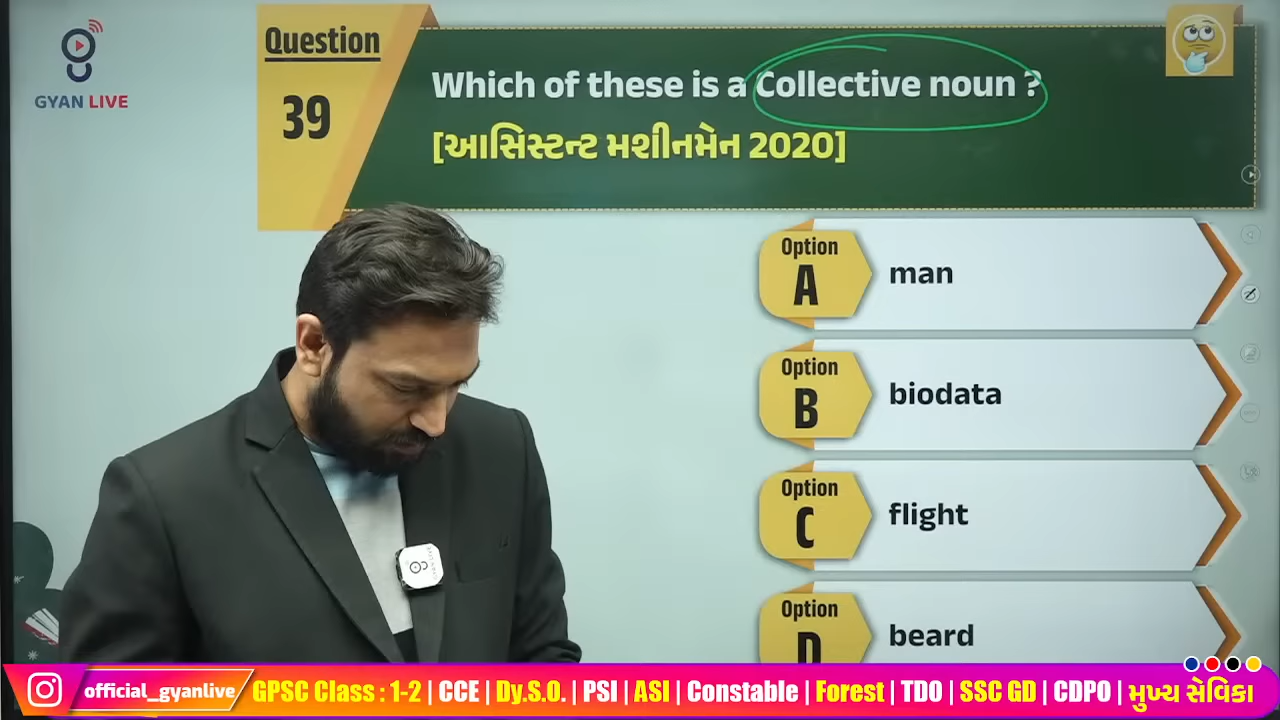 GYAN LIVE
Question
39
Which of these is a Collective noun ?
[આસિસ્ટન્ટ મશીનમેન 2020]
Option
A
man
Option
B
biodata
Option
C
flight
Option
D
beard
GYAN LIVE
official_gyanlive
GPSC Class : 1-2 | CCE | Dy.S.O. | PSI | ASI | Constable | Forest | TDO | SSC GD | CDPO | મુખ્ય સેવિકા